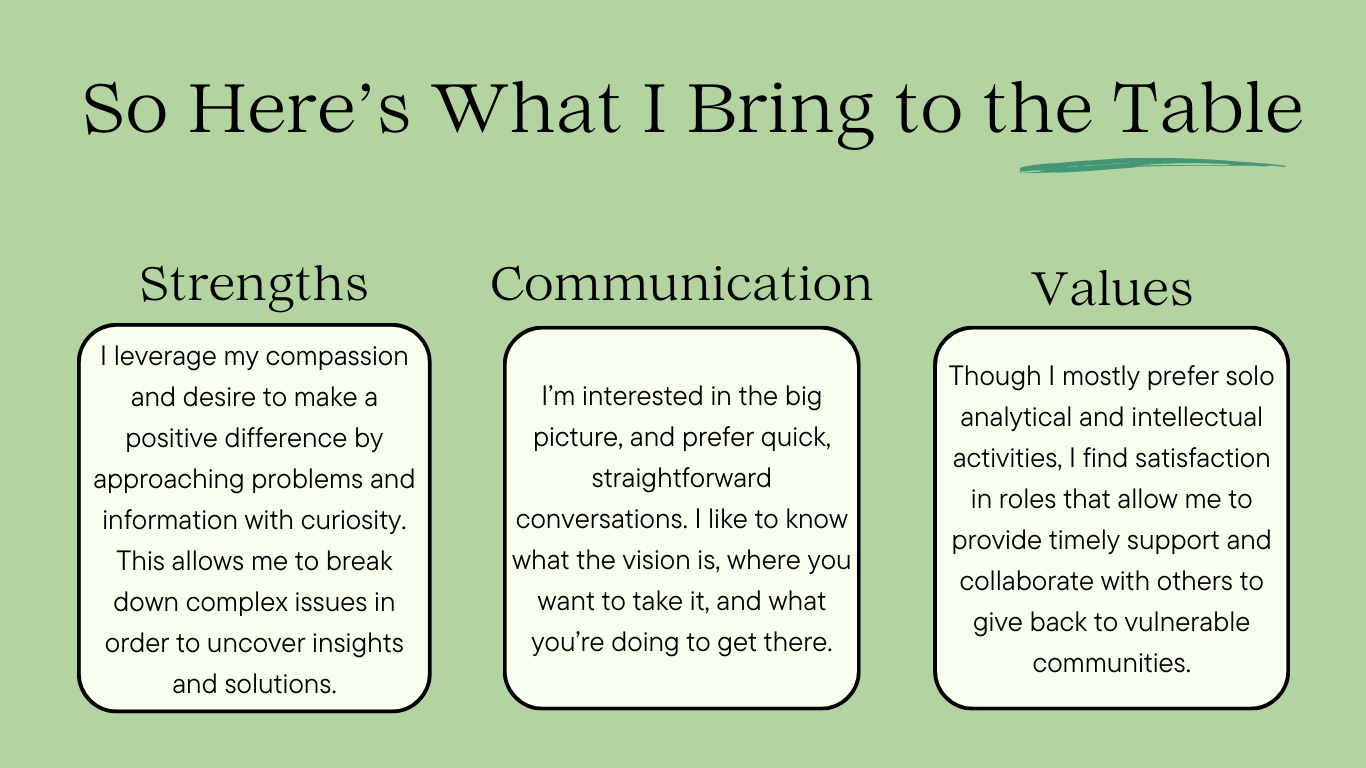 So Here’s What I Bring to the Table
Strengths
I leverage my compassion
and desire to make a
positive difference by
approaching problems and
information with curiosity.
This allows me to break
down complex issues in
order to uncover insights
and solutions.
Communication
I’m interested in the big
picture, and prefer quick,
straightforward
conversations. I like to know
what the vision is, where you
want to take it, and what
you’re doing to get there.
Values
Though I mostly prefer solo
analytical and intellectual
activities, I find satisfaction
in roles that allow me to
provide timely support and
collaborate with others to
give back to vulnerable
communities.